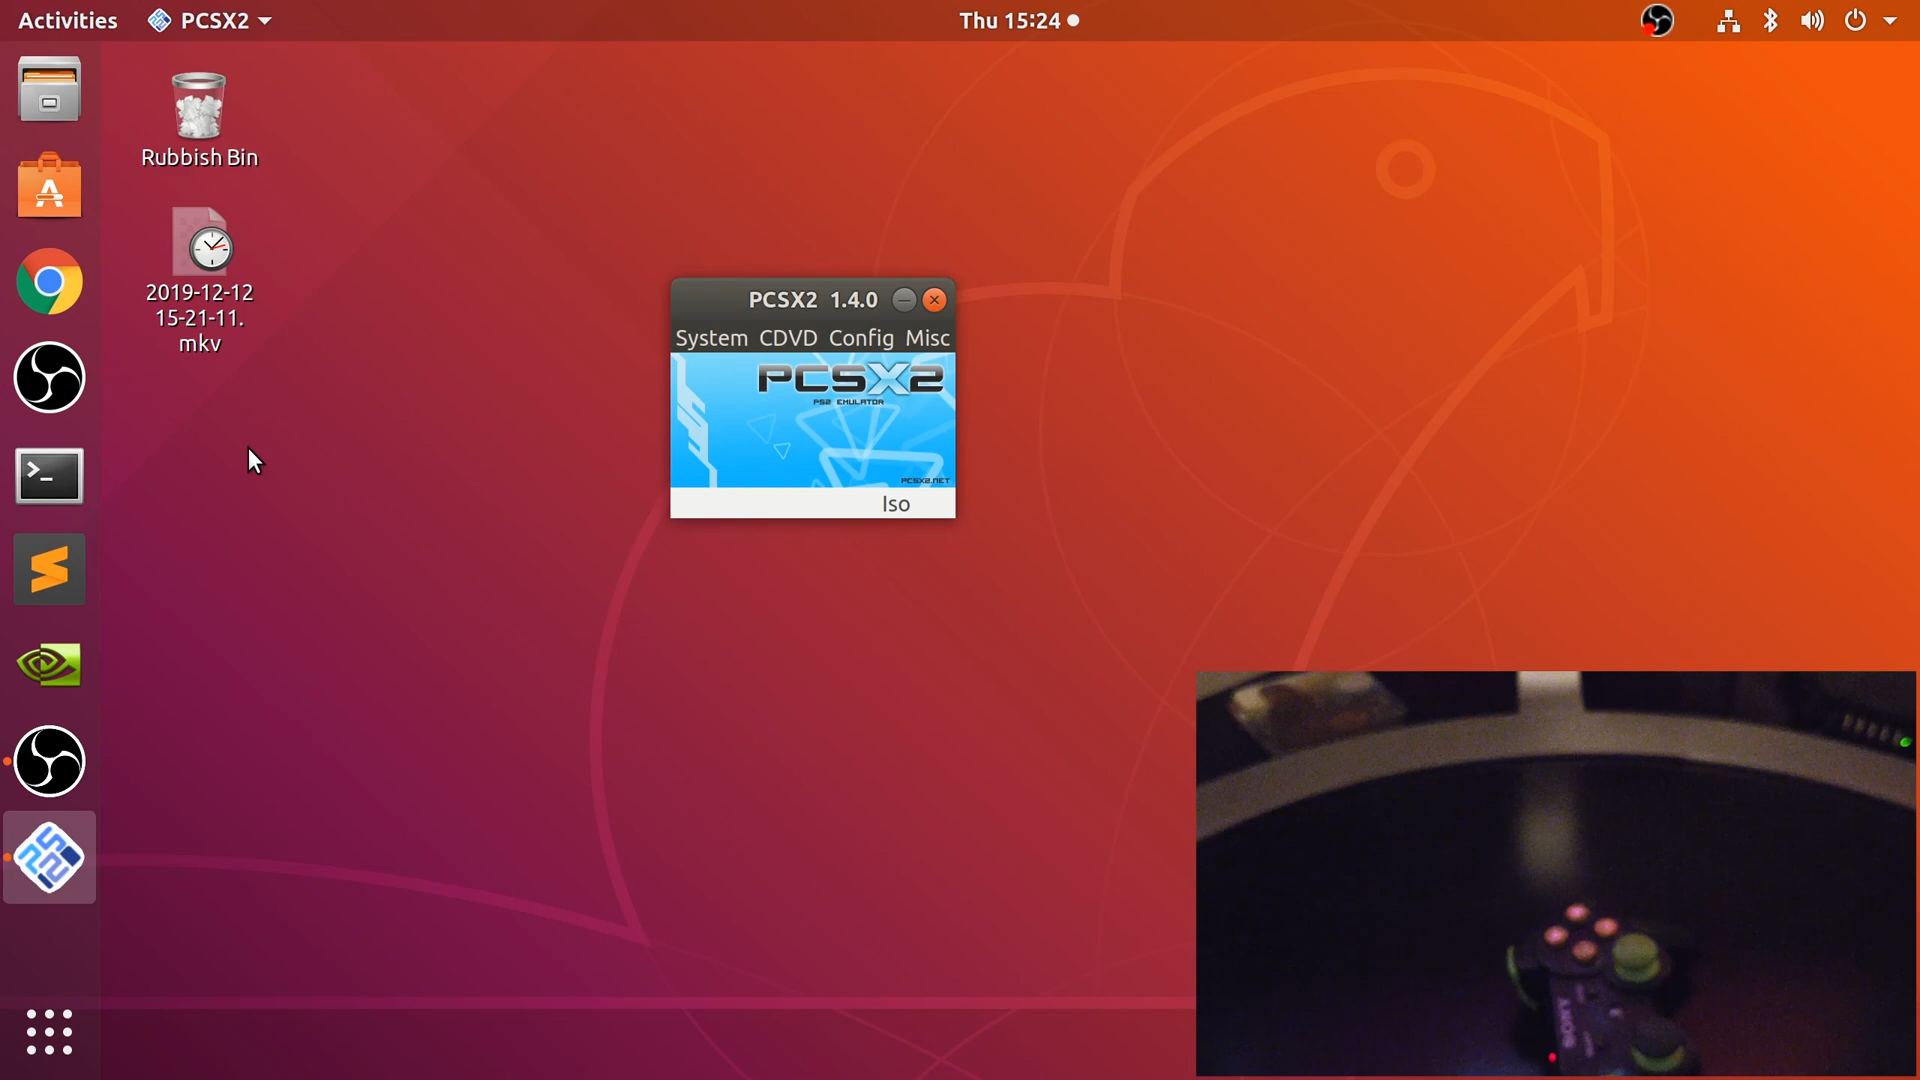 Activities
PCSX2
Thu 15:24
Rubbish Bin
2019-12-12
15-21-11.
mkv
PCSX2 1.4.0
System CDVD Config Misc
PCSX2
PS2 EMULATOR
PCSX2.NET
Iso
SONY